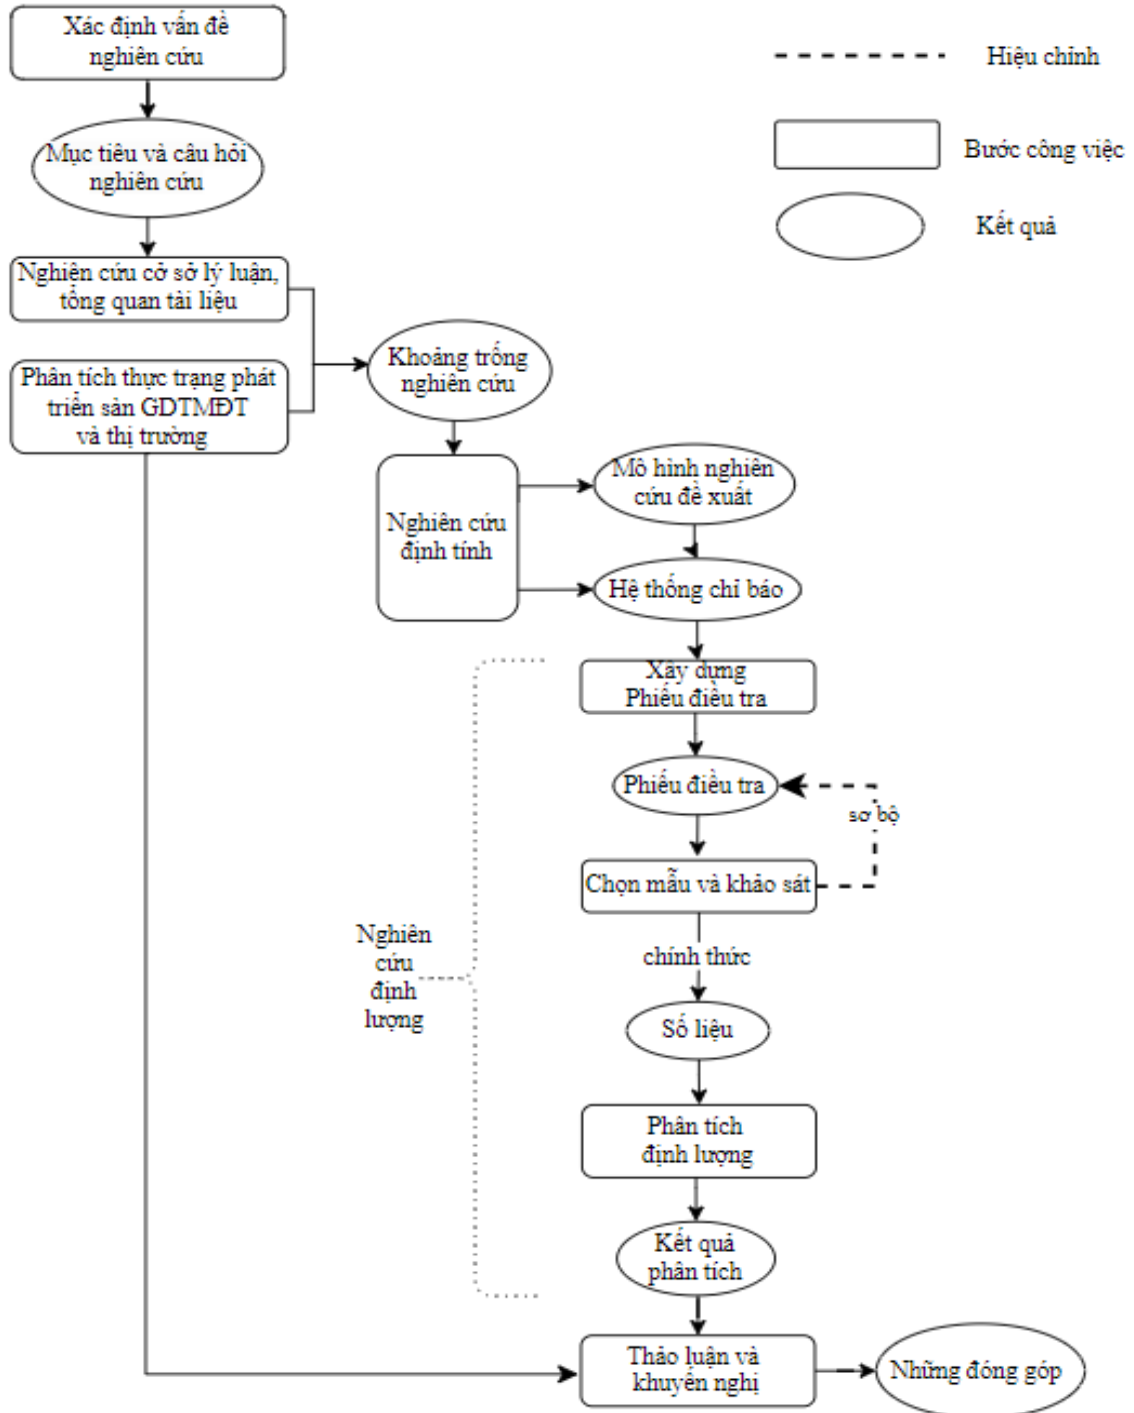 Xác định vấn đề
nghiên cứu
Hiệu chỉnh
Mục tiêu và câu hỏi
nghiên cứu
Bước công việc
Kết quả
Nghiên cứu cở sở lý luận,
tổng quan tài liệu
Phân tích thực trạng phát
triển sàn GDTMĐT
và thị trường
Khoảng trống
nghiên cứu
Nghiên cứu
định tính
Mô hình nghiên
cứu đề xuất
Hệ thống chỉ báo
Xây dựng
Phiếu điều tra
Phiếu điều tra
sơ bộ
Chọn mẫu và khảo sát
Nghiên
cứu
định
lượng
chính thức
Số liệu
Phân tích
định lượng
Kết quả
phân tích
Thảo luận và
khuyến nghị
Những đóng góp